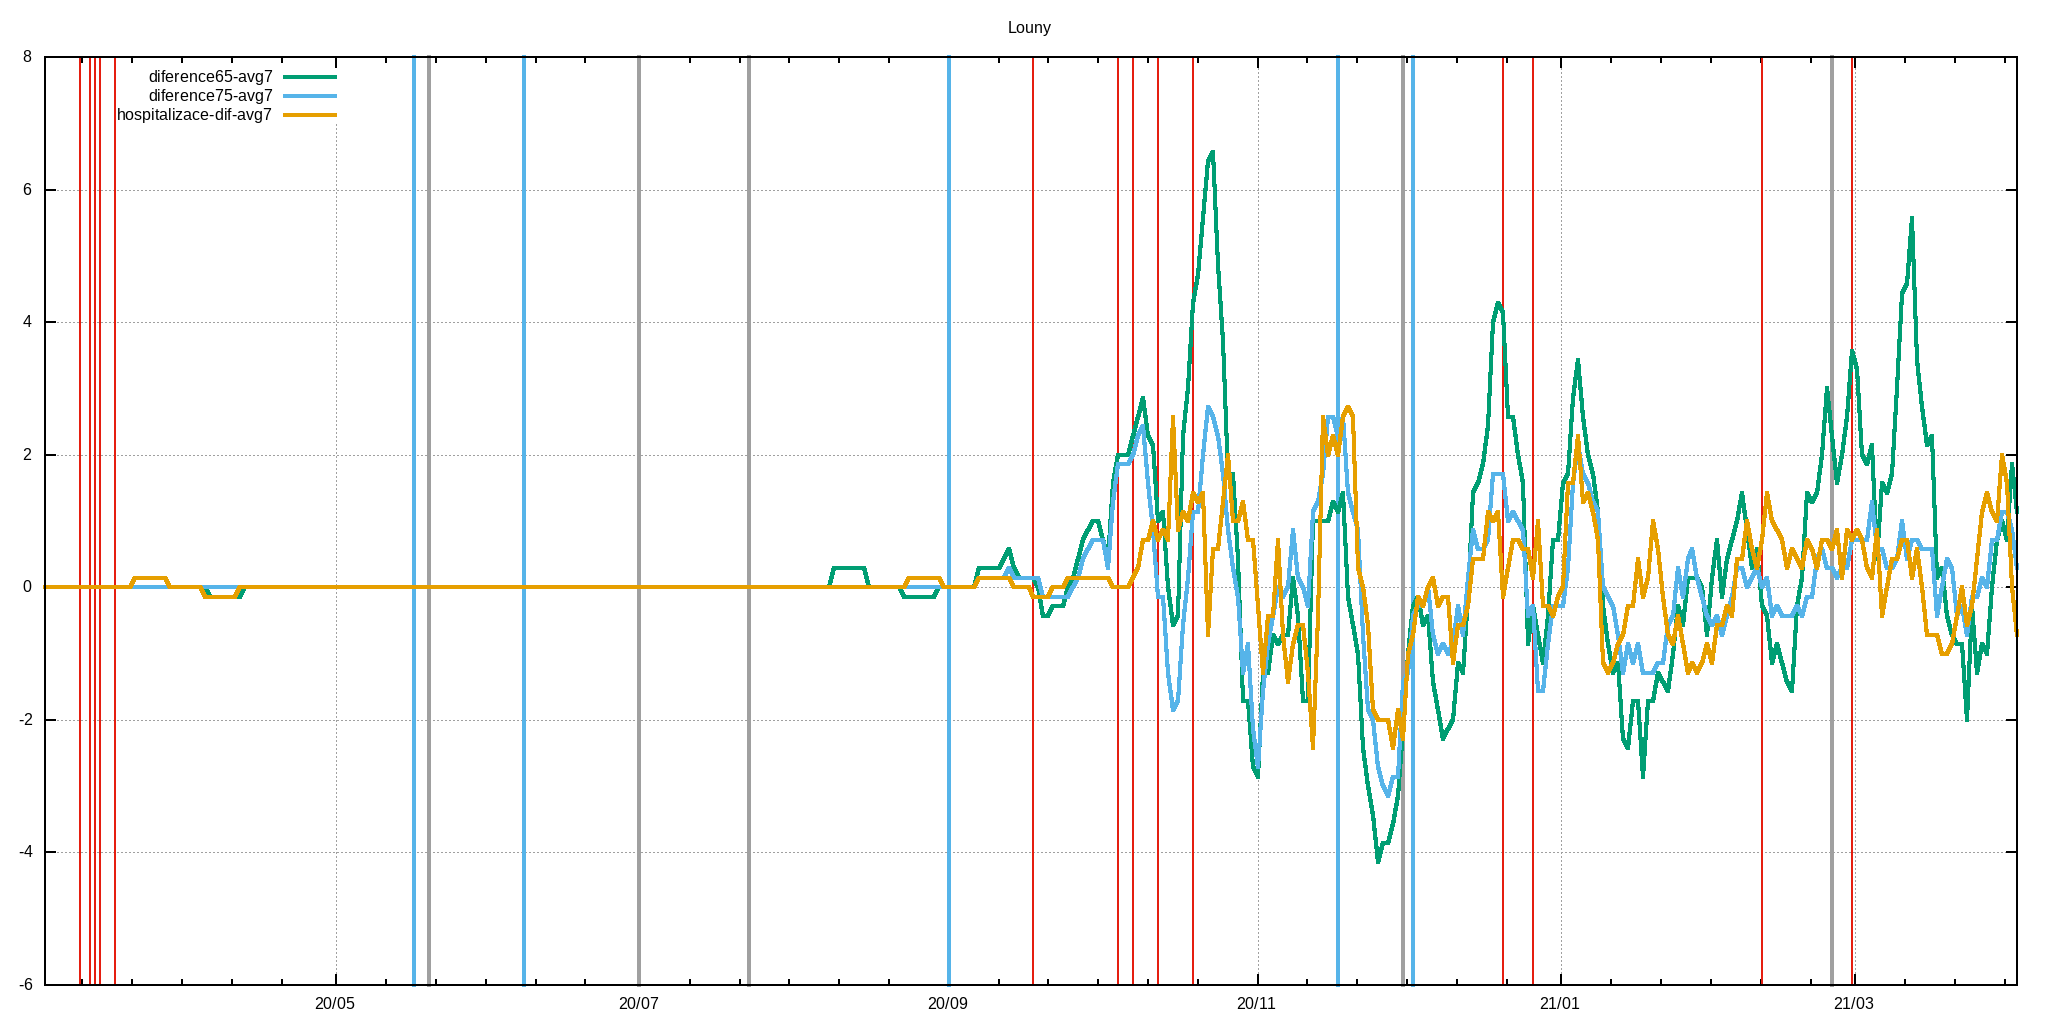 Louny
diference65-avg7
diference75-avg7
hospitalizace-dif-avg7
8
6
4
2
0
-2
-4
-6
20/05 20/07 20/09 20/11 21/01 21/03